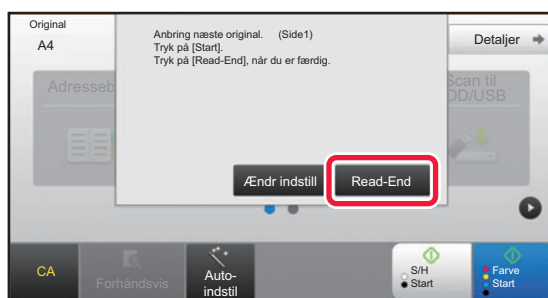 Original
A4
Anbring næste original. (Side1)
Tryk på [Start].
Tryk på [Read-End], når du er færdig.
Detaljer
Adresseb
Scan til
DD/USB
Ændr indstill
Read-End
CA
Forhåndsvis
Auto-
indstil
S/H
Start
Farve
Start